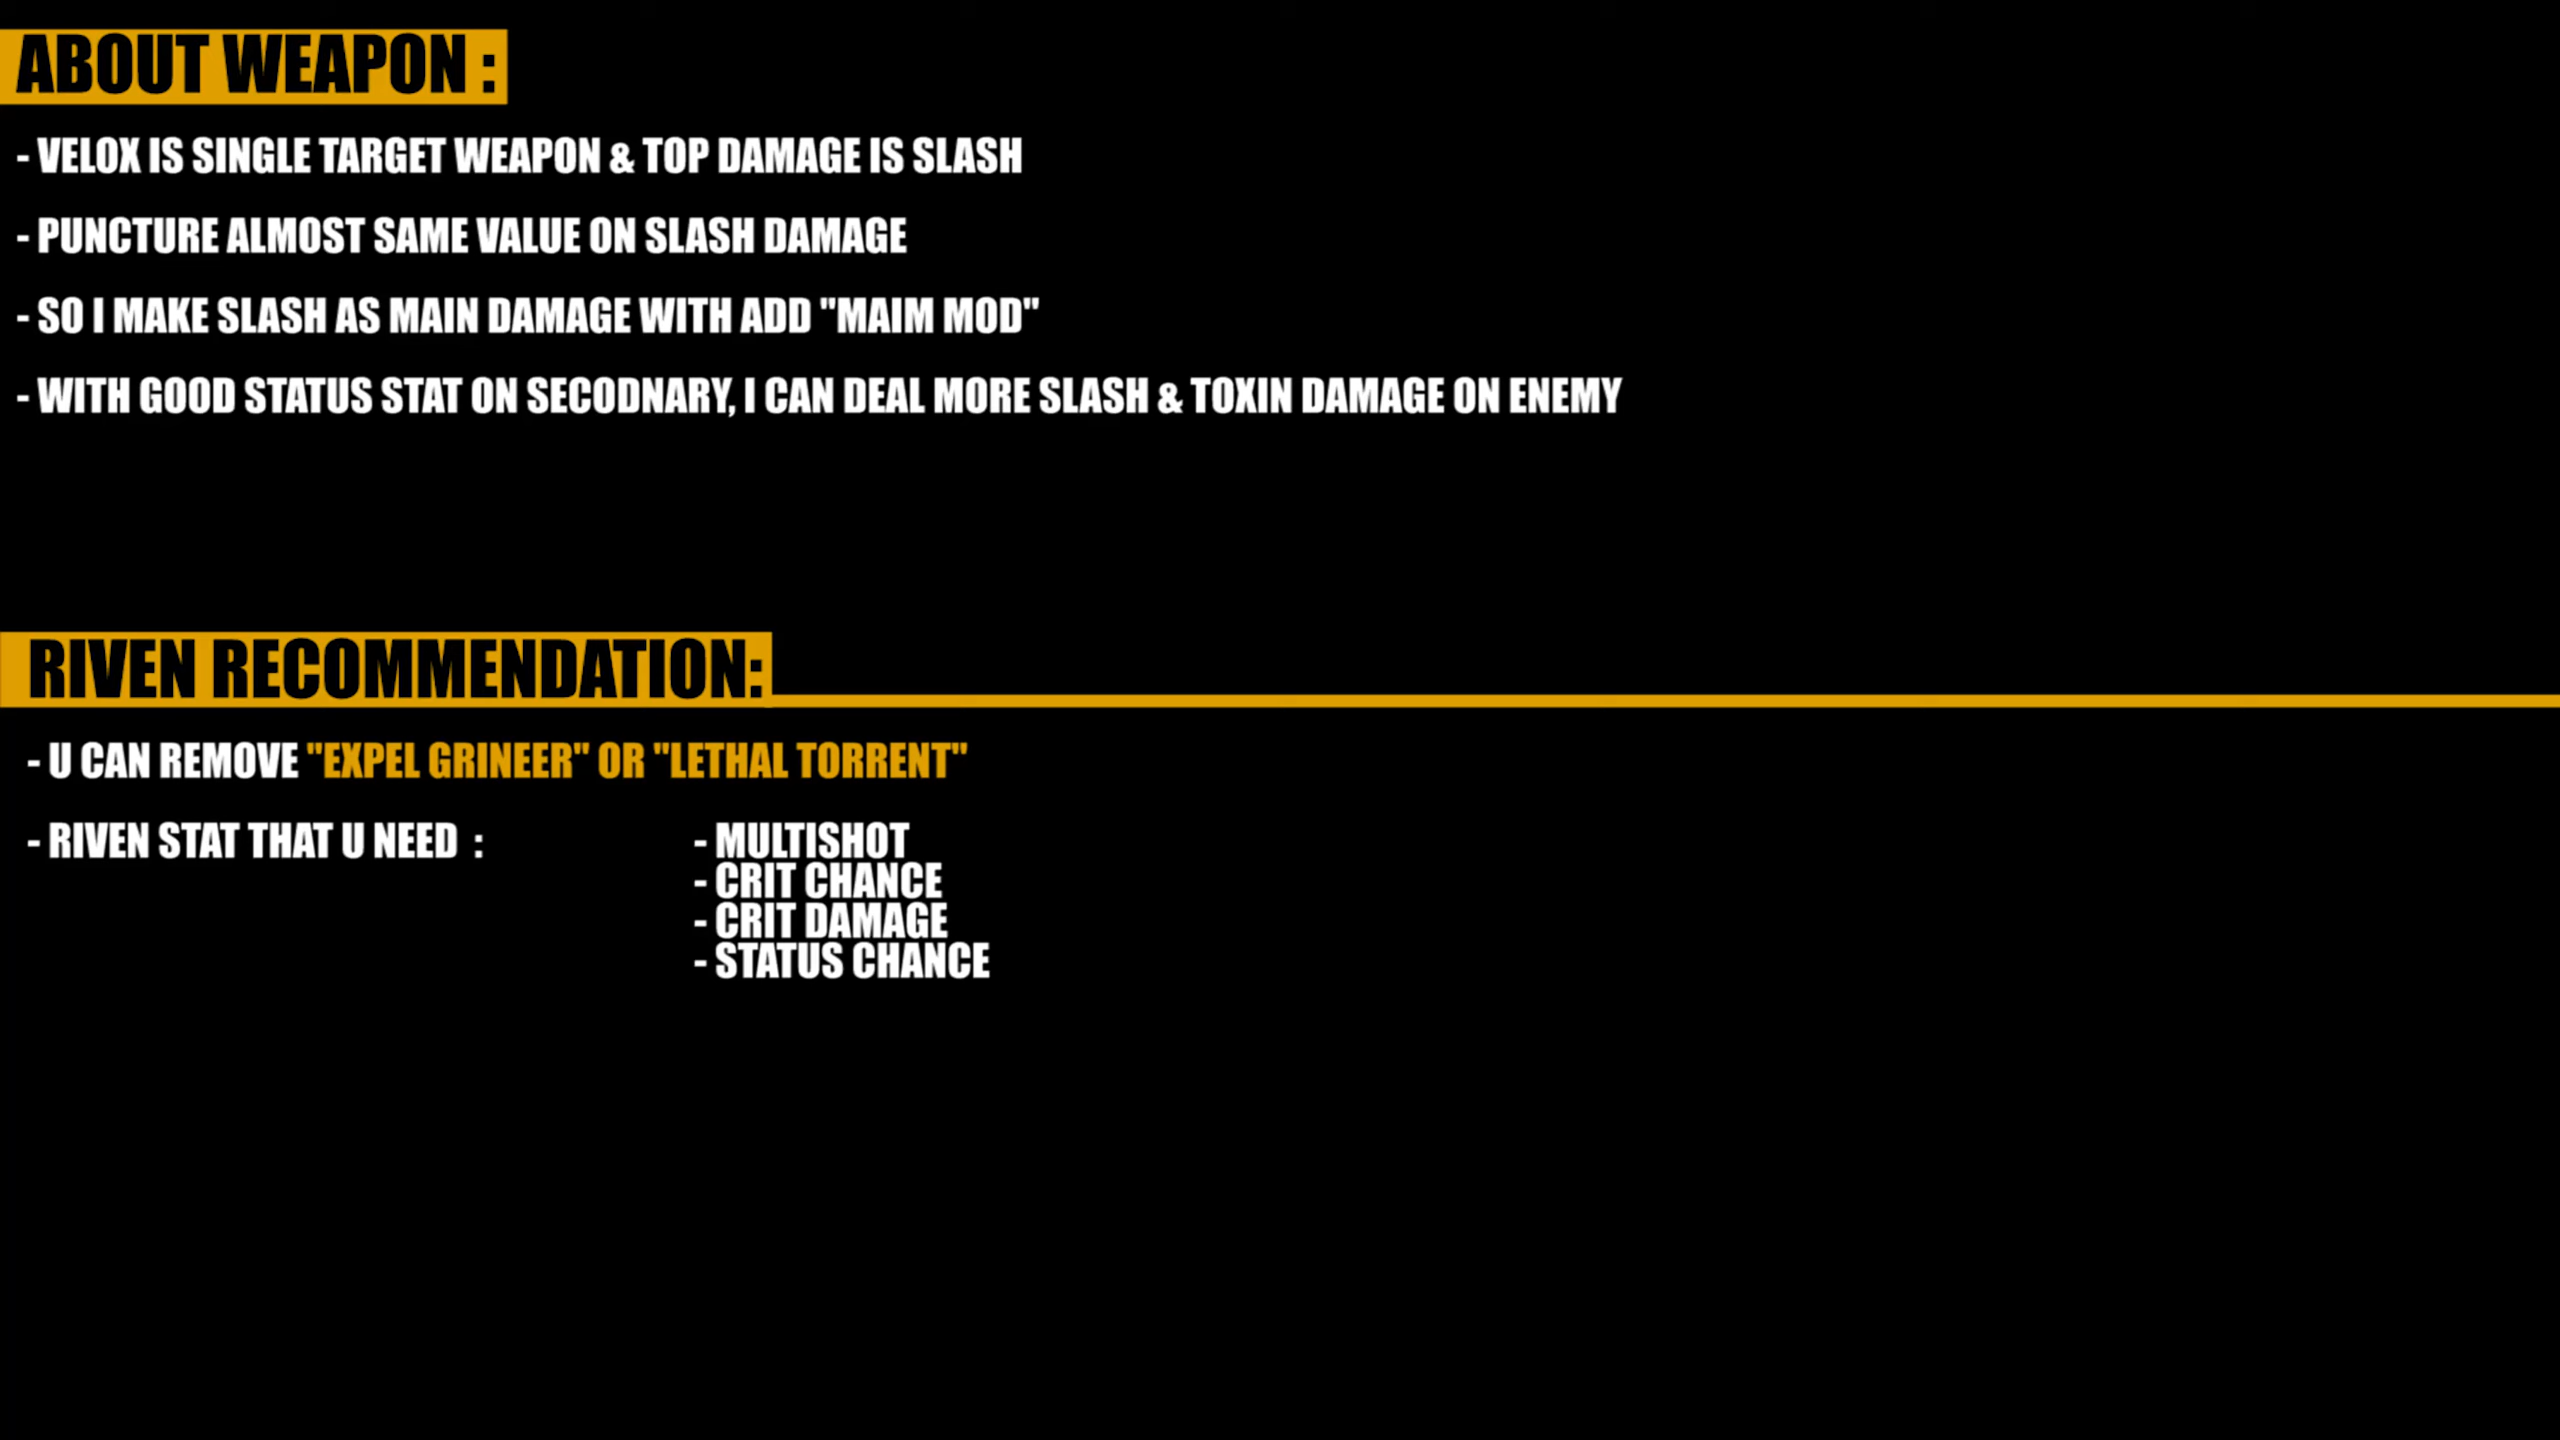 ABOUT WEAPON :
- VELOX IS SINGLE TARGET WEAPON & TOP DAMAGE IS SLASH
- PUNCTURE ALMOST SAME VALUE ON SLASH DAMAGE
- SO I MAKE SLASH AS MAIN DAMAGE WITH ADD "MAIM MOD"
- WITH GOOD STATUS STAT ON SECODNARY, I CAN DEAL MORE SLASH & TOXIN DAMAGE ON ENEMY
RIVEN RECOMMENDATION:
- U CAN REMOVE "EXPEL GRINEER" OR "LETHAL TORRENT"
- RIVEN STAT THAT U NEED : - MULTISHOT
- CRIT CHANCE
- CRIT DAMAGE
- STATUS CHANCE